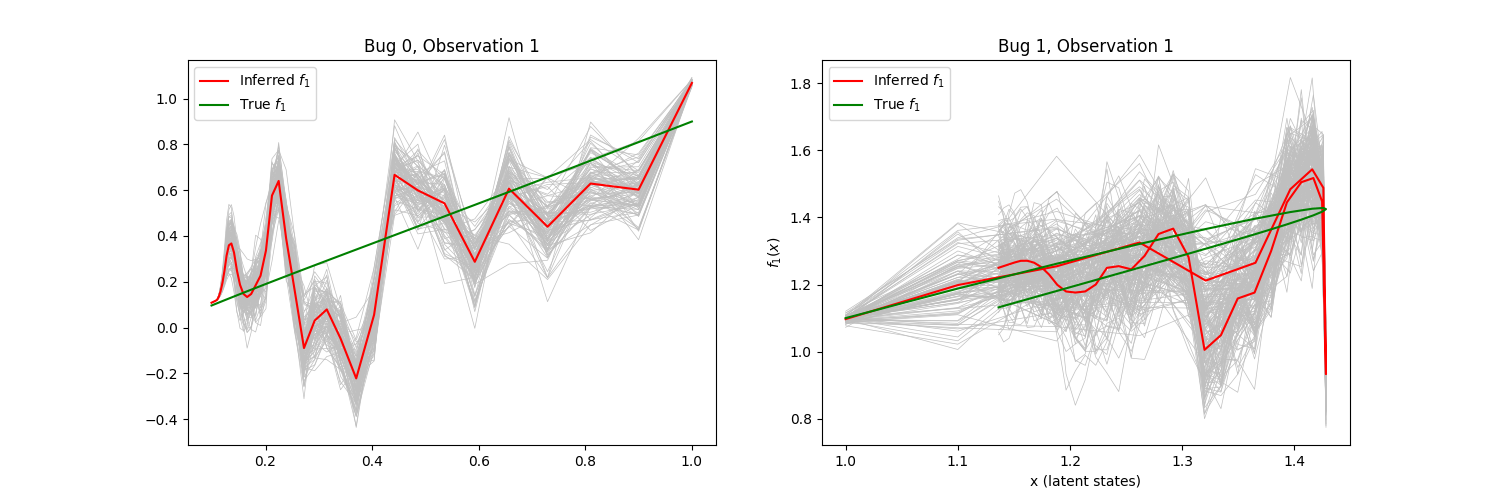 Bug 0, Observation 1
Inferred f₁
True f₁
1.0
0.8
0.6
0.4
0.2
0.0
−0.2
−0.4
0.2 0.4 0.6 0.8 1.0
Bug 1, Observation 1
Inferred f₁
True f₁
f₁(x)
1.8
1.6
1.4
1.2
1.0
0.8
1.0 1.1 1.2 1.3 1.4
x (latent states)